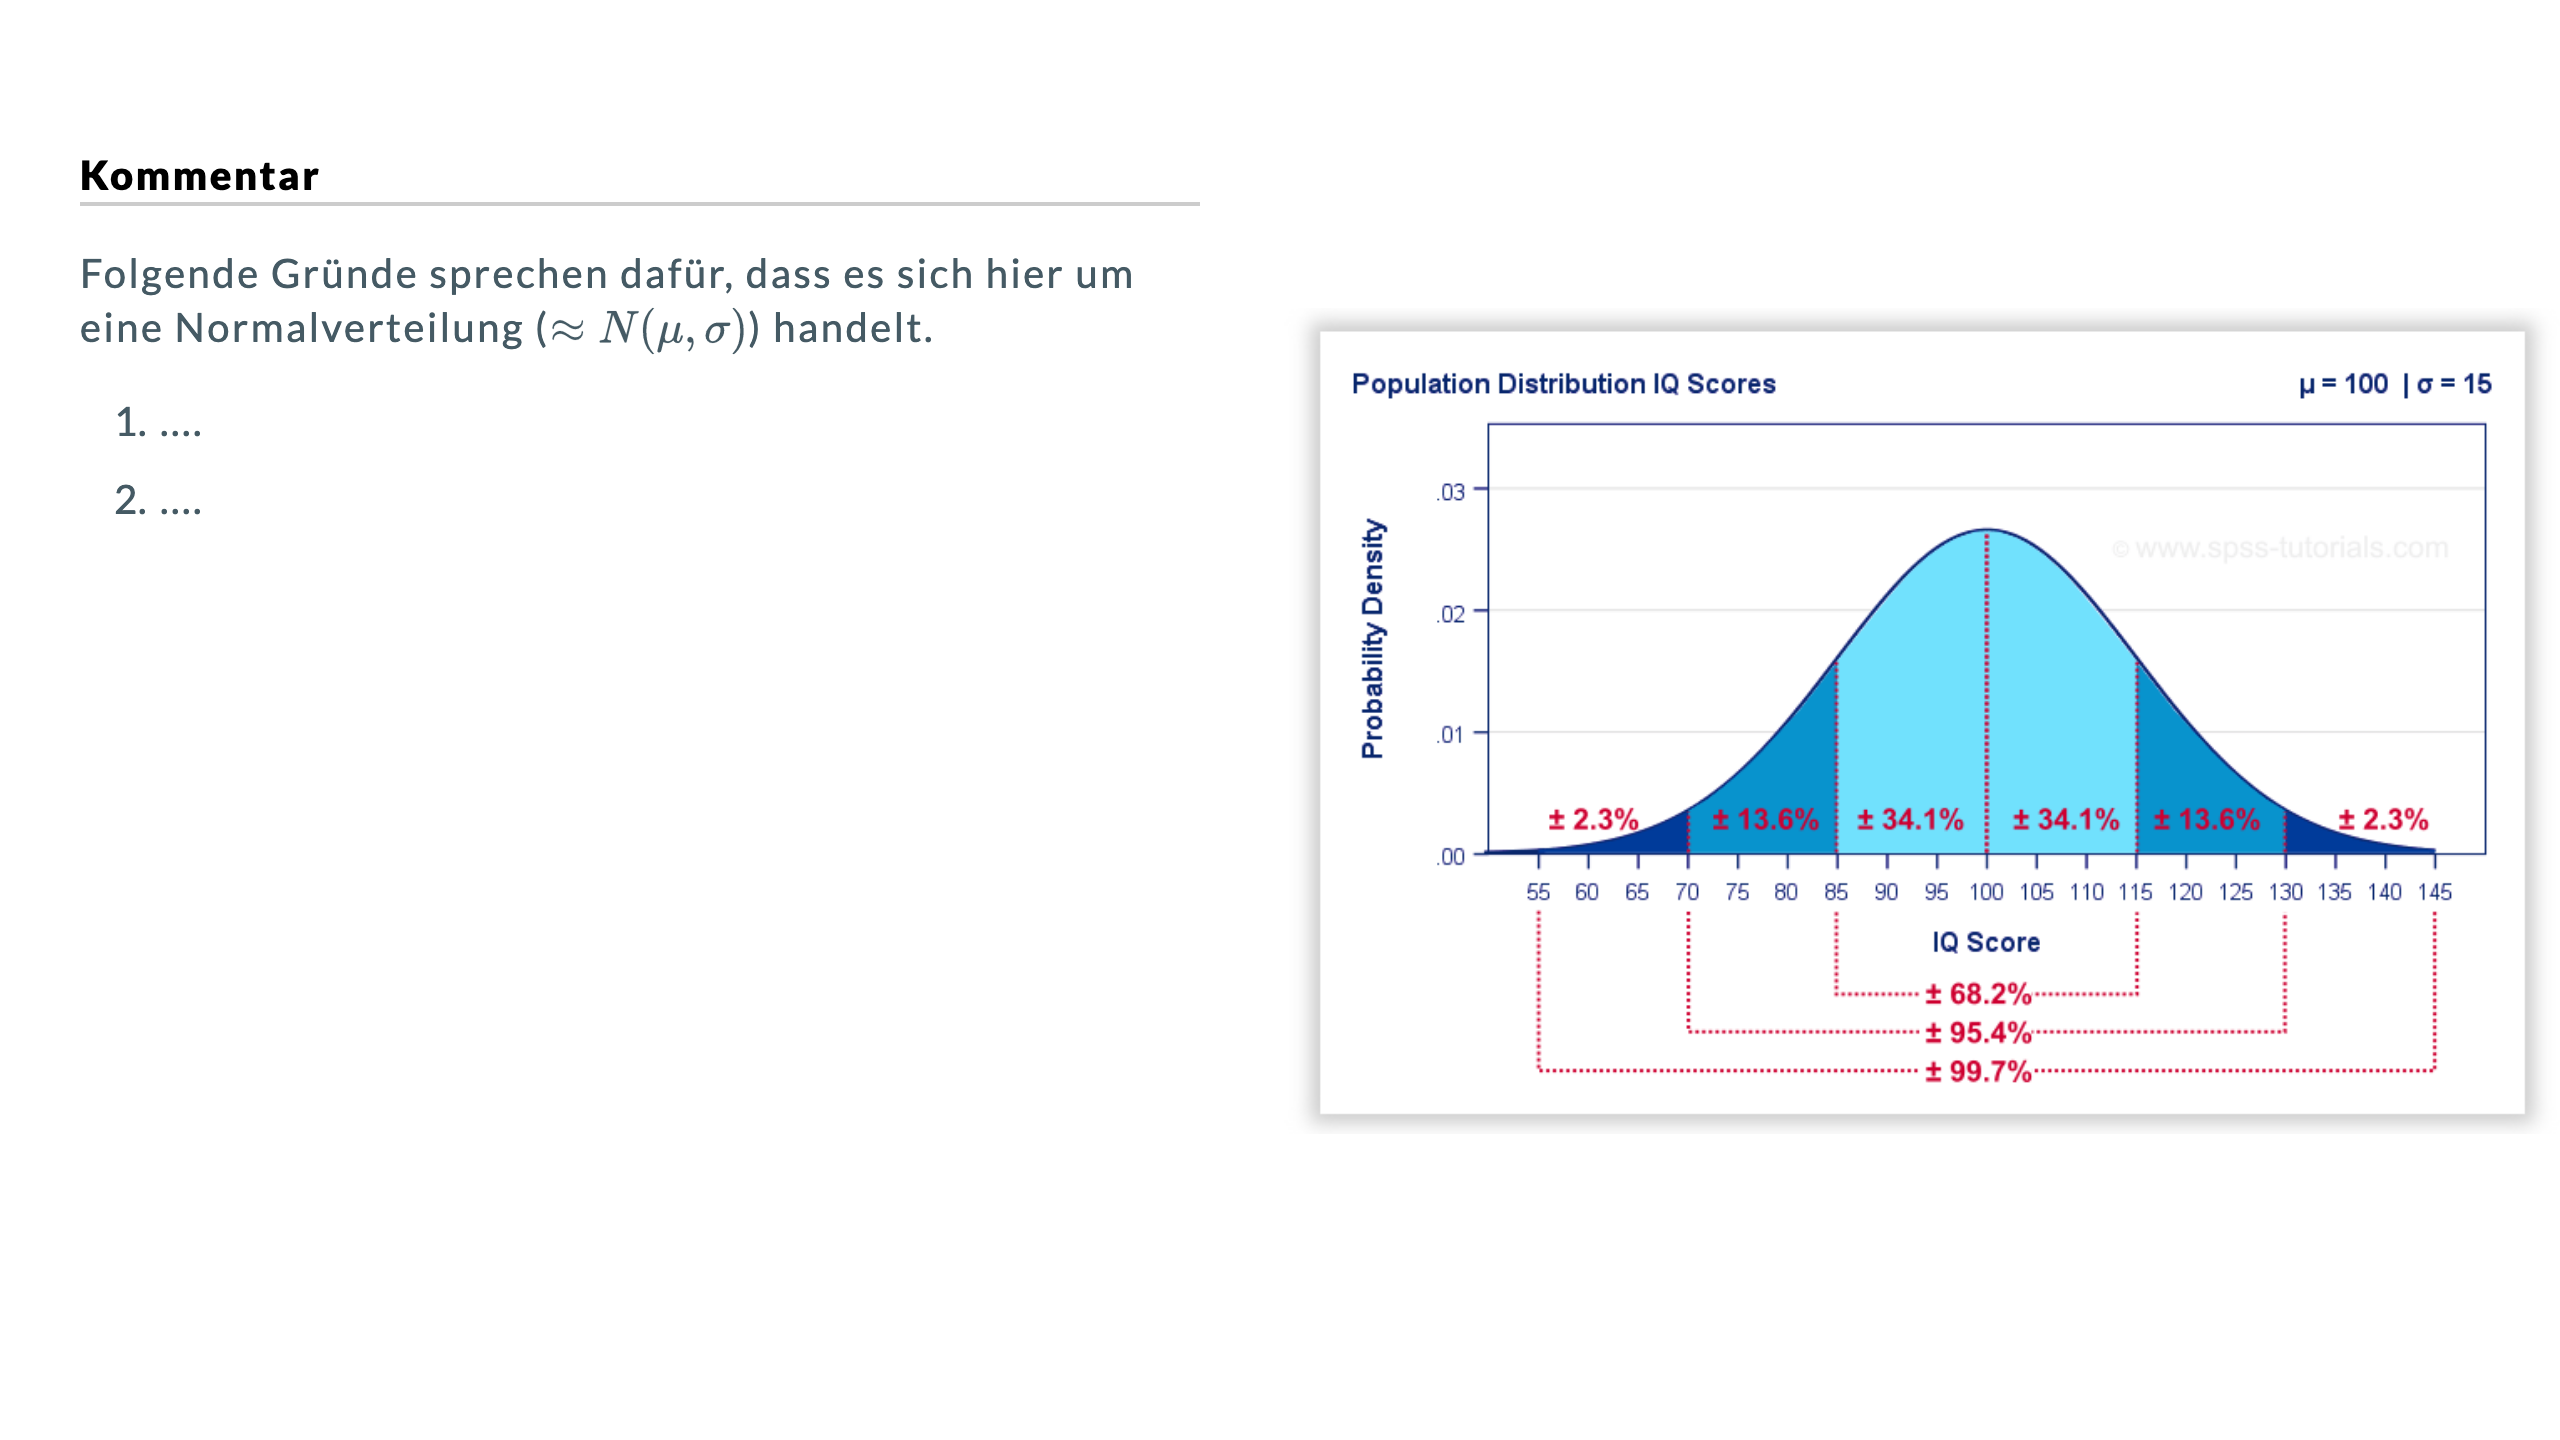 Kommentar
Folgende Gründe sprechen dafür, dass es sich hier um
eine Normalverteilung (≈ N(μ, σ)) handelt.
1. ....
2. ....
Population Distribution IQ Scores
μ = 100 | σ = 15
© www.spss-tutorials.com
Probability Density
.03
.02
.01
.00
± 2.3% ± 13.6% ± 34.1% ± 34.1% ± 13.6% ± 2.3%
55 60 65 70 75 80 85 90 95 100 105 110 115 120 125 130 135 140 145
IQ Score
± 68.2%
± 95.4%
± 99.7%